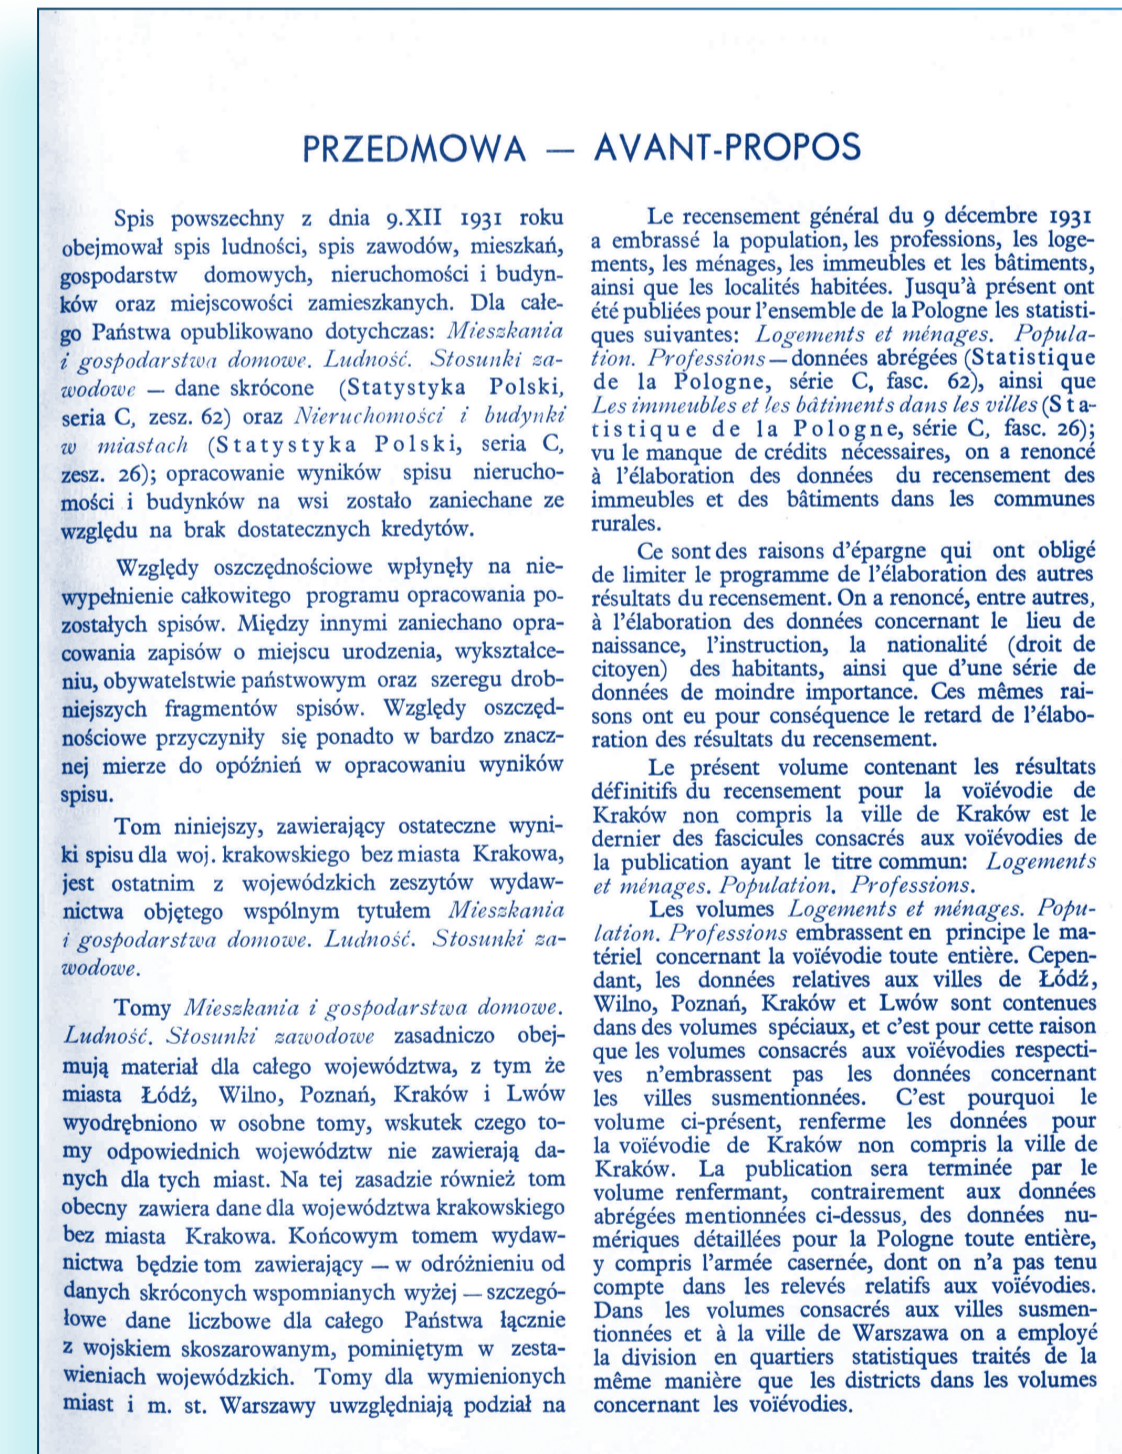 PRZEDMOWA — AVANT-PROPOS
Spis powszechny z dnia 9.XII 1931 roku
obejmował spis ludności, spis zawodów, mieszkań,
gospodarstw domowych, nieruchomości i budyn-
ków oraz miejscowości zamieszkanych. Dla całe-
go Państwa opublikowano dotychczas: Mieszkania
i gospodarstwa domowe. Ludność. Stosunki za-
wodowe — dane skrócone (Statystyka Polski,
seria C, zesz. 62) oraz Nieruchomości i budynki
w miastach (Statystyka Polski, seria C,
zesz. 26); opracowanie wyników spisu nierucho-
mości i budynków na wsi zostało zaniechane ze
względu na brak dostatecznych kredytów.
Względy oszczędnościowe wpłynęły na nie-
wypełnienie całkowitego programu opracowania po-
zostałych spisów. Między innymi zaniechano opra-
cowania zapisów o miejscu urodzenia, wykształce-
niu, obywatelstwie państwowym oraz szeregu drob-
niejszych fragmentów spisów. Względy oszczęd-
nościowe przyczyniły się ponadto w bardzo znacz-
nej mierze do opóźnień w opracowaniu wyników
spisu.
Tom niniejszy, zawierający ostateczne wyni-
ki spisu dla woj. krakowskiego bez miasta Krakowa,
jest ostatnim z wojewódzkich zeszytów wydaw-
nictwa objętego wspólnym tytułem Mieszkania
i gospodarstwa domowe. Ludność. Stosunki za-
wodowe.
Tomy Mieszkania i gospodarstwa domowe.
Ludność. Stosunki zawodowe zasadniczo obej-
mują materiał dla całego województwa, z tym że
miasta Łódź, Wilno, Poznań, Kraków i Lwów
wyodrębniono w osobne tomy, wskutek czego to-
my odpowiednich województw nie zawierają da-
nych dla tych miast. Na tej zasadzie również tom
obecny zawiera dane dla województwa krakowskiego
bez miasta Krakowa. Końcowym tomem wydaw-
nictwa będzie tom zawierający — w odróżnieniu od
danych skróconych wspomnianych wyżej — szczegó-
łowe dane liczbowe dla całego Państwa łącznie
z wojskiem skoszarowanym, pominiętym w zesta-
wieniach wojewódzkich. Tomy dla wymienionych
miast i m. st. Warszawy uwzględniają podział na
Le recensement général du 9 décembre 1931
a embrassé la population, les professions, les loge-
ments, les ménages, les immeubles et les bâtiments,
ainsi que les localités habitées. Jusqu'à présent ont
été publiées pour l'ensemble de la Pologne les statisti-
ques suivantes: Logements et ménages. Popula-
tion. Professions — données abrégées (Statistique
de la Pologne, série C, fasc. 62), ainsi que
Les immeubles et les bâtiments dans les villes (Sta-
tistique de la Pologne, série C, fasc. 26);
vu le manque de crédits nécessaires, on a renoncé
à l'élaboration des données du recensement des
immeubles et des bâtiments dans les communes
rurales.
Ce sont des raisons d'épargne qui ont obligé
de limiter le programme de l'élaboration des autres
résultats du recensement. On a renoncé, entre autres,
à l'élaboration des données concernant le lieu de
naissance, l'instruction, la nationalité (droit de
citoyen) des habitants, ainsi que d'une série de
données de moindre importance. Ces mêmes rai-
sons ont eu pour conséquence le retard de l'élabo-
ration des résultats du recensement.
Le présent volume contenant les résultats
définitifs du recensement pour la voïévodie de
Kraków non compris la ville de Kraków est le
dernier des fascicules consacrés aux voïévodies de
la publication ayant le titre commun: Logements
et ménages. Population. Professions.
Les volumes Logements et ménages. Popu-
lation. Professions embrassent en principe le ma-
tériel concernant la voïévodie toute entière. Cepen-
dant, les données relatives aux villes de Łódź,
Wilno, Poznań, Kraków et Lwów sont contenues
dans des volumes spéciaux, et c'est pour cette raison
que les volumes consacrés aux voïévodies respecti-
ves n'embrassent pas les données concernant
les villes susmentionnées. C'est pourquoi le
volume ci-présent, renferme les données pour
la voïévodie de Kraków non compris la ville de
Kraków. La publication sera terminée par le
volume renfermant, contrairement aux données
abrégées mentionnées ci-dessus, des données nu-
mériques détaillées pour la Pologne toute entière,
y compris l'armée casernée, dont on n'a pas tenu
compte dans les relevés relatifs aux voïévodies.
Dans les volumes consacrés aux villes susmen-
tionnées et à la ville de Warszawa on a employé
la division en quartiers statistiques traités de la
même manière que les districts dans les volumes
concernant les voïévodies.